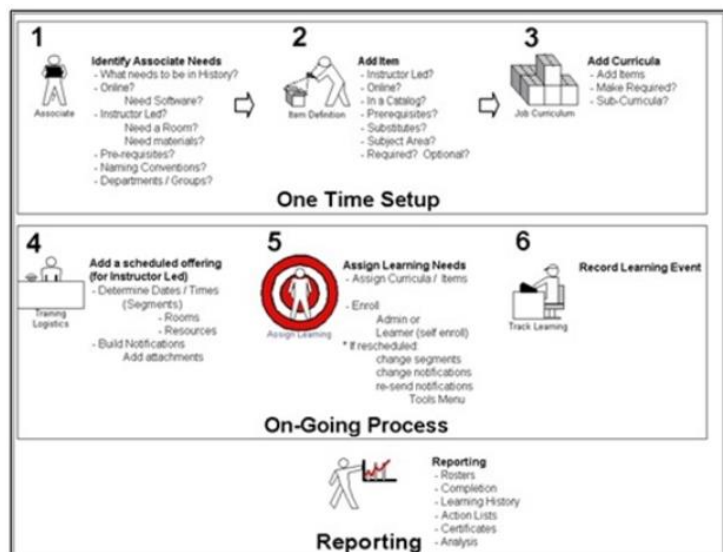 1
Identify Associate Needs
- What needs to be in History?
- Online?
Need Software?
- Instructor Led?
Need a Room?
Need materials?
- Pre-requisites?
- Naming Conventions?
- Departments / Groups?
Associate
2
Add Item
- Instructor Led?
- Online?
- In a Catalog?
- Prerequisites?
- Substitutes?
- Subject Area?
- Required? Optional?
Item Definition
3
Add Curricula
- Add Items
- Make Required?
- Sub-Curricula?
Job Curriculum
One Time Setup
4
Add a scheduled offering
(for Instructor Led)
- Determine Dates / Times
(Segments)
- Rooms
- Resources
- Build Notifications
Add attachments
Training
Logistics
5
Assign Learning Needs
- Assign Curricula / Items
- Enroll
Admin or
Learner (self enroll)
* If rescheduled:
change segments
change notifications
re-send notifications
Tools Menu
Assign Learning
6
Record Learning Event
Track Learning
On-Going Process
Reporting
- Rosters
- Completion
- Learning History
- Action Lists
- Certificates
- Analysis
Reporting